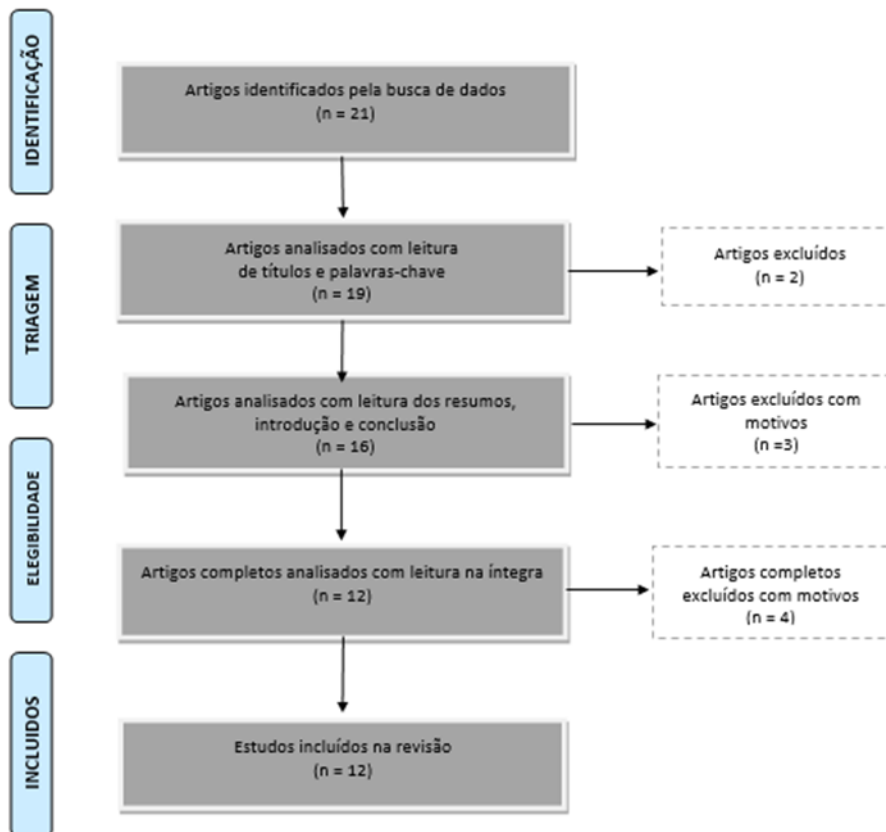 IDENTIFICAÇÃO
Artigos identificados pela busca de dados
(n = 21)
TRIAGEM
Artigos analisados com leitura
de títulos e palavras-chave
(n = 19)
Artigos excluídos
(n = 2)
Artigos analisados com leitura dos resumos,
introdução e conclusão
(n = 16)
Artigos excluídos com
motivos
(n =3)
ELEGIBILIDADE
Artigos completos analisados com leitura na íntegra
(n = 12)
Artigos completos
excluídos com motivos
(n = 4)
INCLUIDOS
Estudos incluídos na revisão
(n = 12)